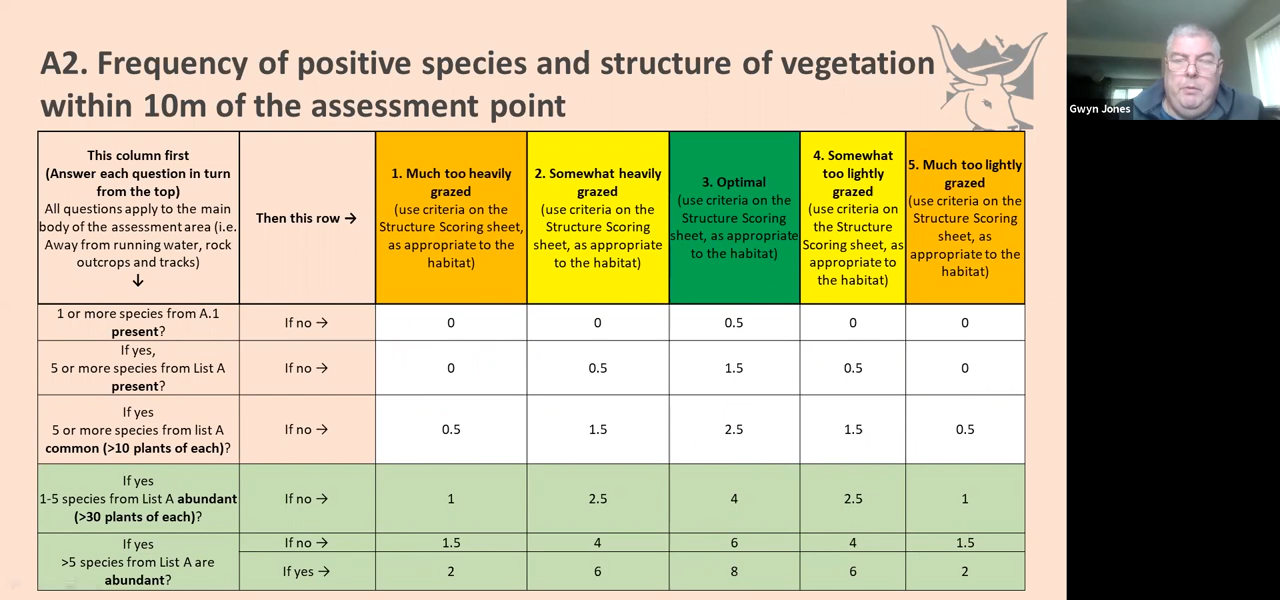 A2. Frequency of positive species and structure of vegetation
within 10m of the assessment point
Gwyn Jones
This column first
(Answer each question in turn
from the top)
All questions apply to the main
body of the assessment area (i.e.
Away from running water, rock
outcrops and tracks)
↓
Then this row →
1. Much too heavily
grazed
(use criteria on the
Structure Scoring sheet,
as appropriate to the
habitat)
2. Somewhat heavily
grazed
(use criteria on the
Structure Scoring
sheet, as appropriate
to the habitat)
3. Optimal
(use criteria on the
Structure Scoring
sheet, as appropriate
to the habitat)
4. Somewhat
too lightly
grazed
(use criteria on
the Structure
Scoring sheet, as
appropriate to
the habitat)
5. Much too lightly
grazed
(use criteria on the
Structure Scoring
sheet, as
appropriate to the
habitat)
1 or more species from A.1
present?
If no →
0
0
0.5
0
0
If yes,
5 or more species from List A
present?
If no →
0
0.5
1.5
0.5
0
If yes
5 or more species from list A
common (>10 plants of each)?
If no →
0.5
1.5
2.5
1.5
0.5
If yes
1-5 species from List A abundant
(>30 plants of each)?
If no →
1
2.5
4
2.5
1
If yes
>5 species from List A are
abundant?
If no →
1.5
4
6
4
1.5
If yes →
2
6
8
6
2